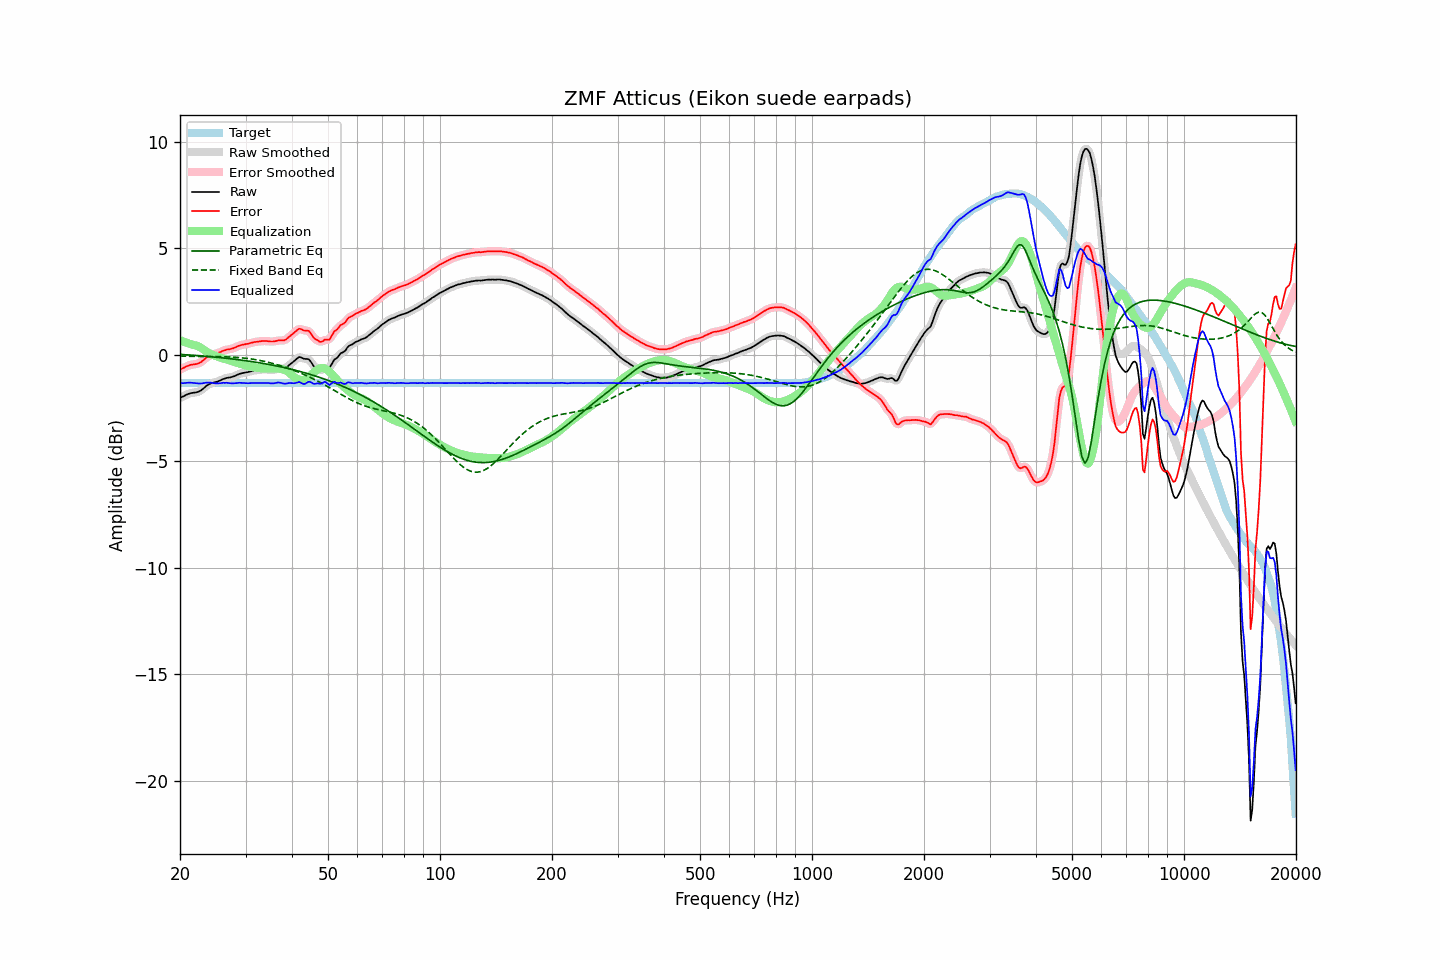 ZMF Atticus (Eikon suede earpads)
Target
Raw Smoothed
Error Smoothed
Raw
Error
Equalization
Parametric Eq
Fixed Band Eq
Equalized
10
5
0
−5
−10
−15
−20
Amplitude (dBr)
20 50 100 200 500 1000 2000 5000 10000 20000
Frequency (Hz)